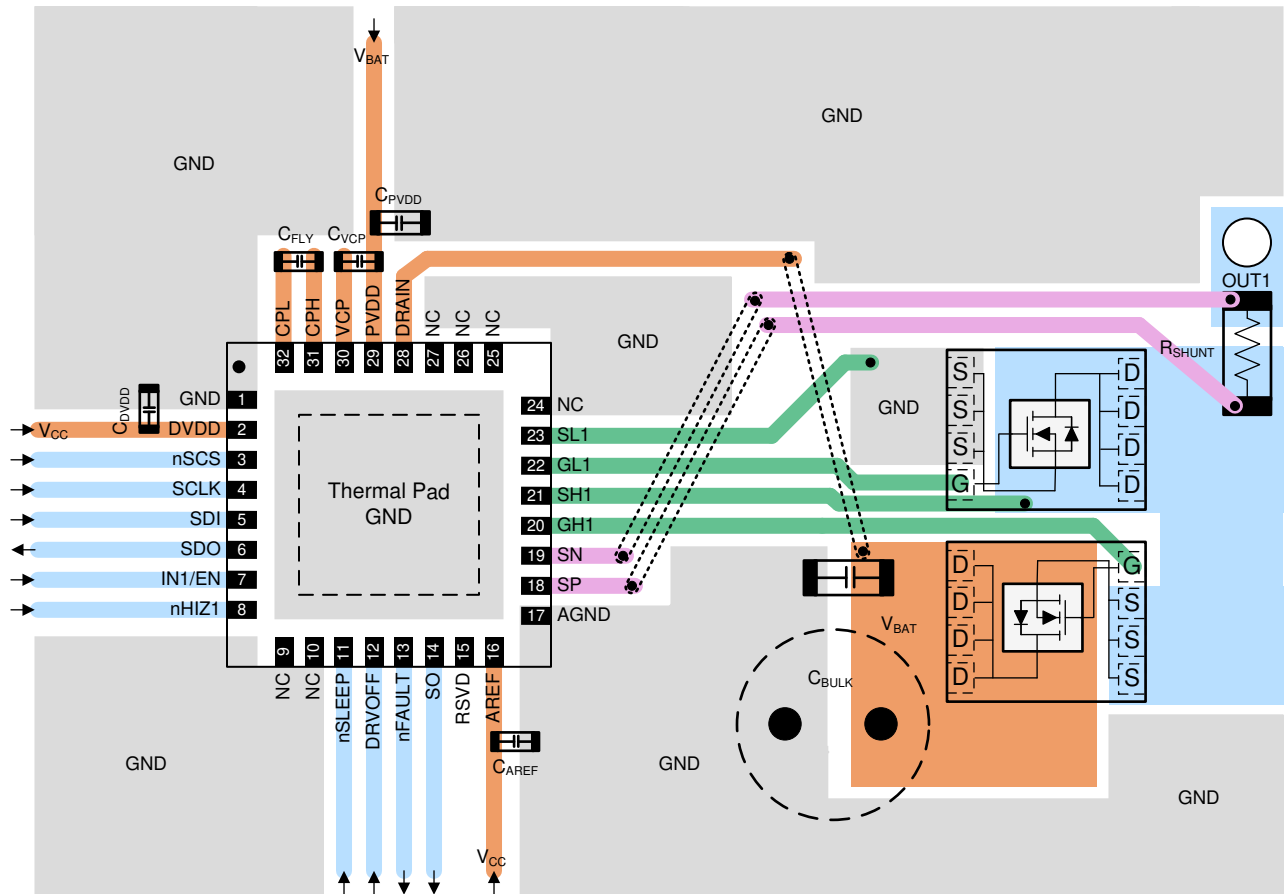 VBAT
GND
GND
CPVDD
CFLY
CVCP
OUT1
CPL
CPH
VCP
PVDD
DRAIN
NC
NC
NC
32
31
30
29
28
27
26
25
GND
RSHUNT
CDVDD
GND 1
VCC DVDD 2
nSCS 3
SCLK 4
SDI 5
SDO 6
IN1/EN 7
nHIZ1 8
Thermal Pad
GND
24 NC
23 SL1
22 GL1
21 SH1
20 GH1
19 SN
18 SP
17 AGND
GND
S
S
S
G
D
D
D
D
D
D
D
D
G
S
S
S
VBAT
CBULK
9
10
11
12
13
14
15
16
NC
NC
nSLEEP
DRVOFF
nFAULT
SO
RSVD
AREF
CAREF
GND
GND
GND
VCC